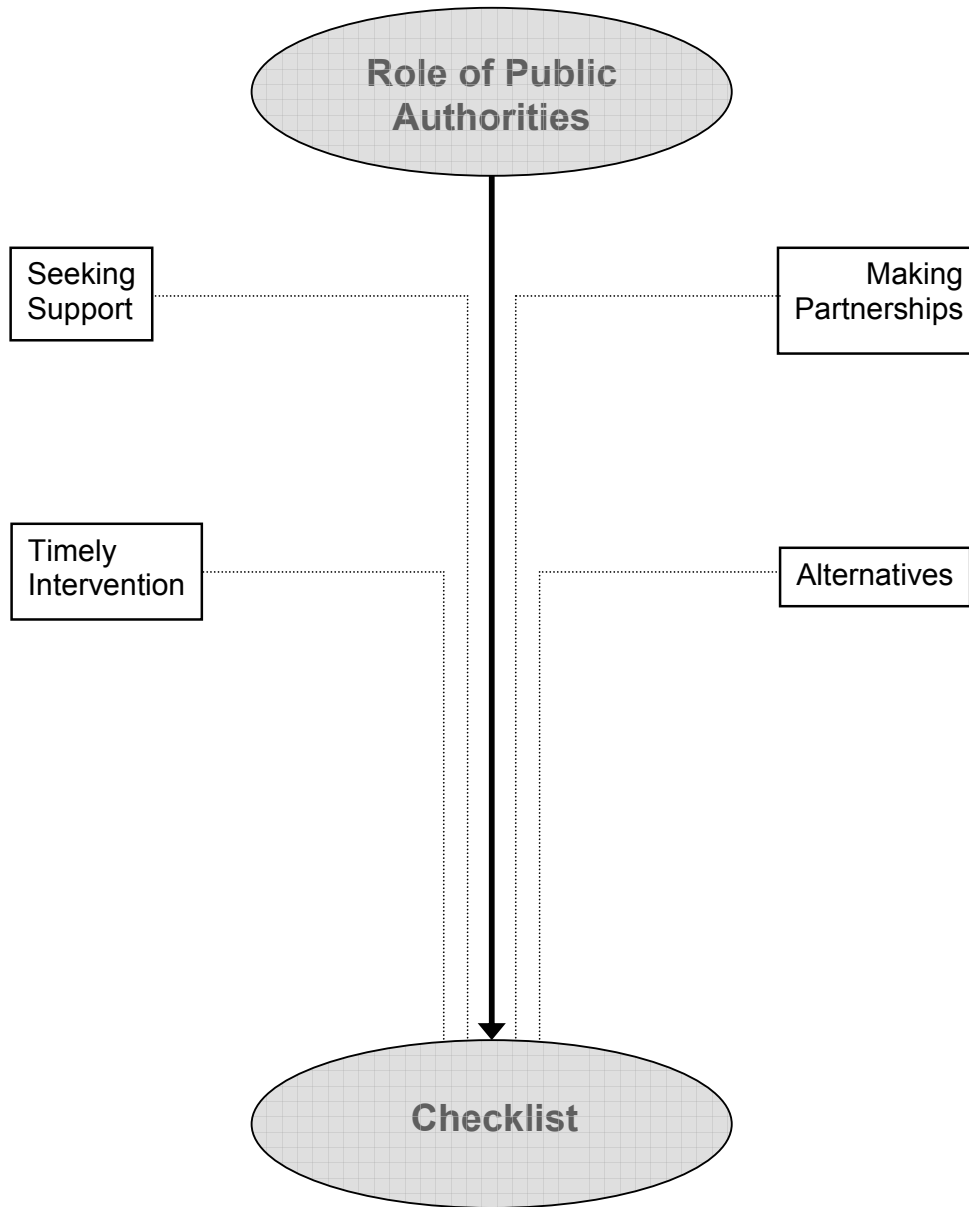 Role of Public
Authorities
Seeking
Support
Making
Partnerships
Timely
Intervention
Alternatives
Checklist